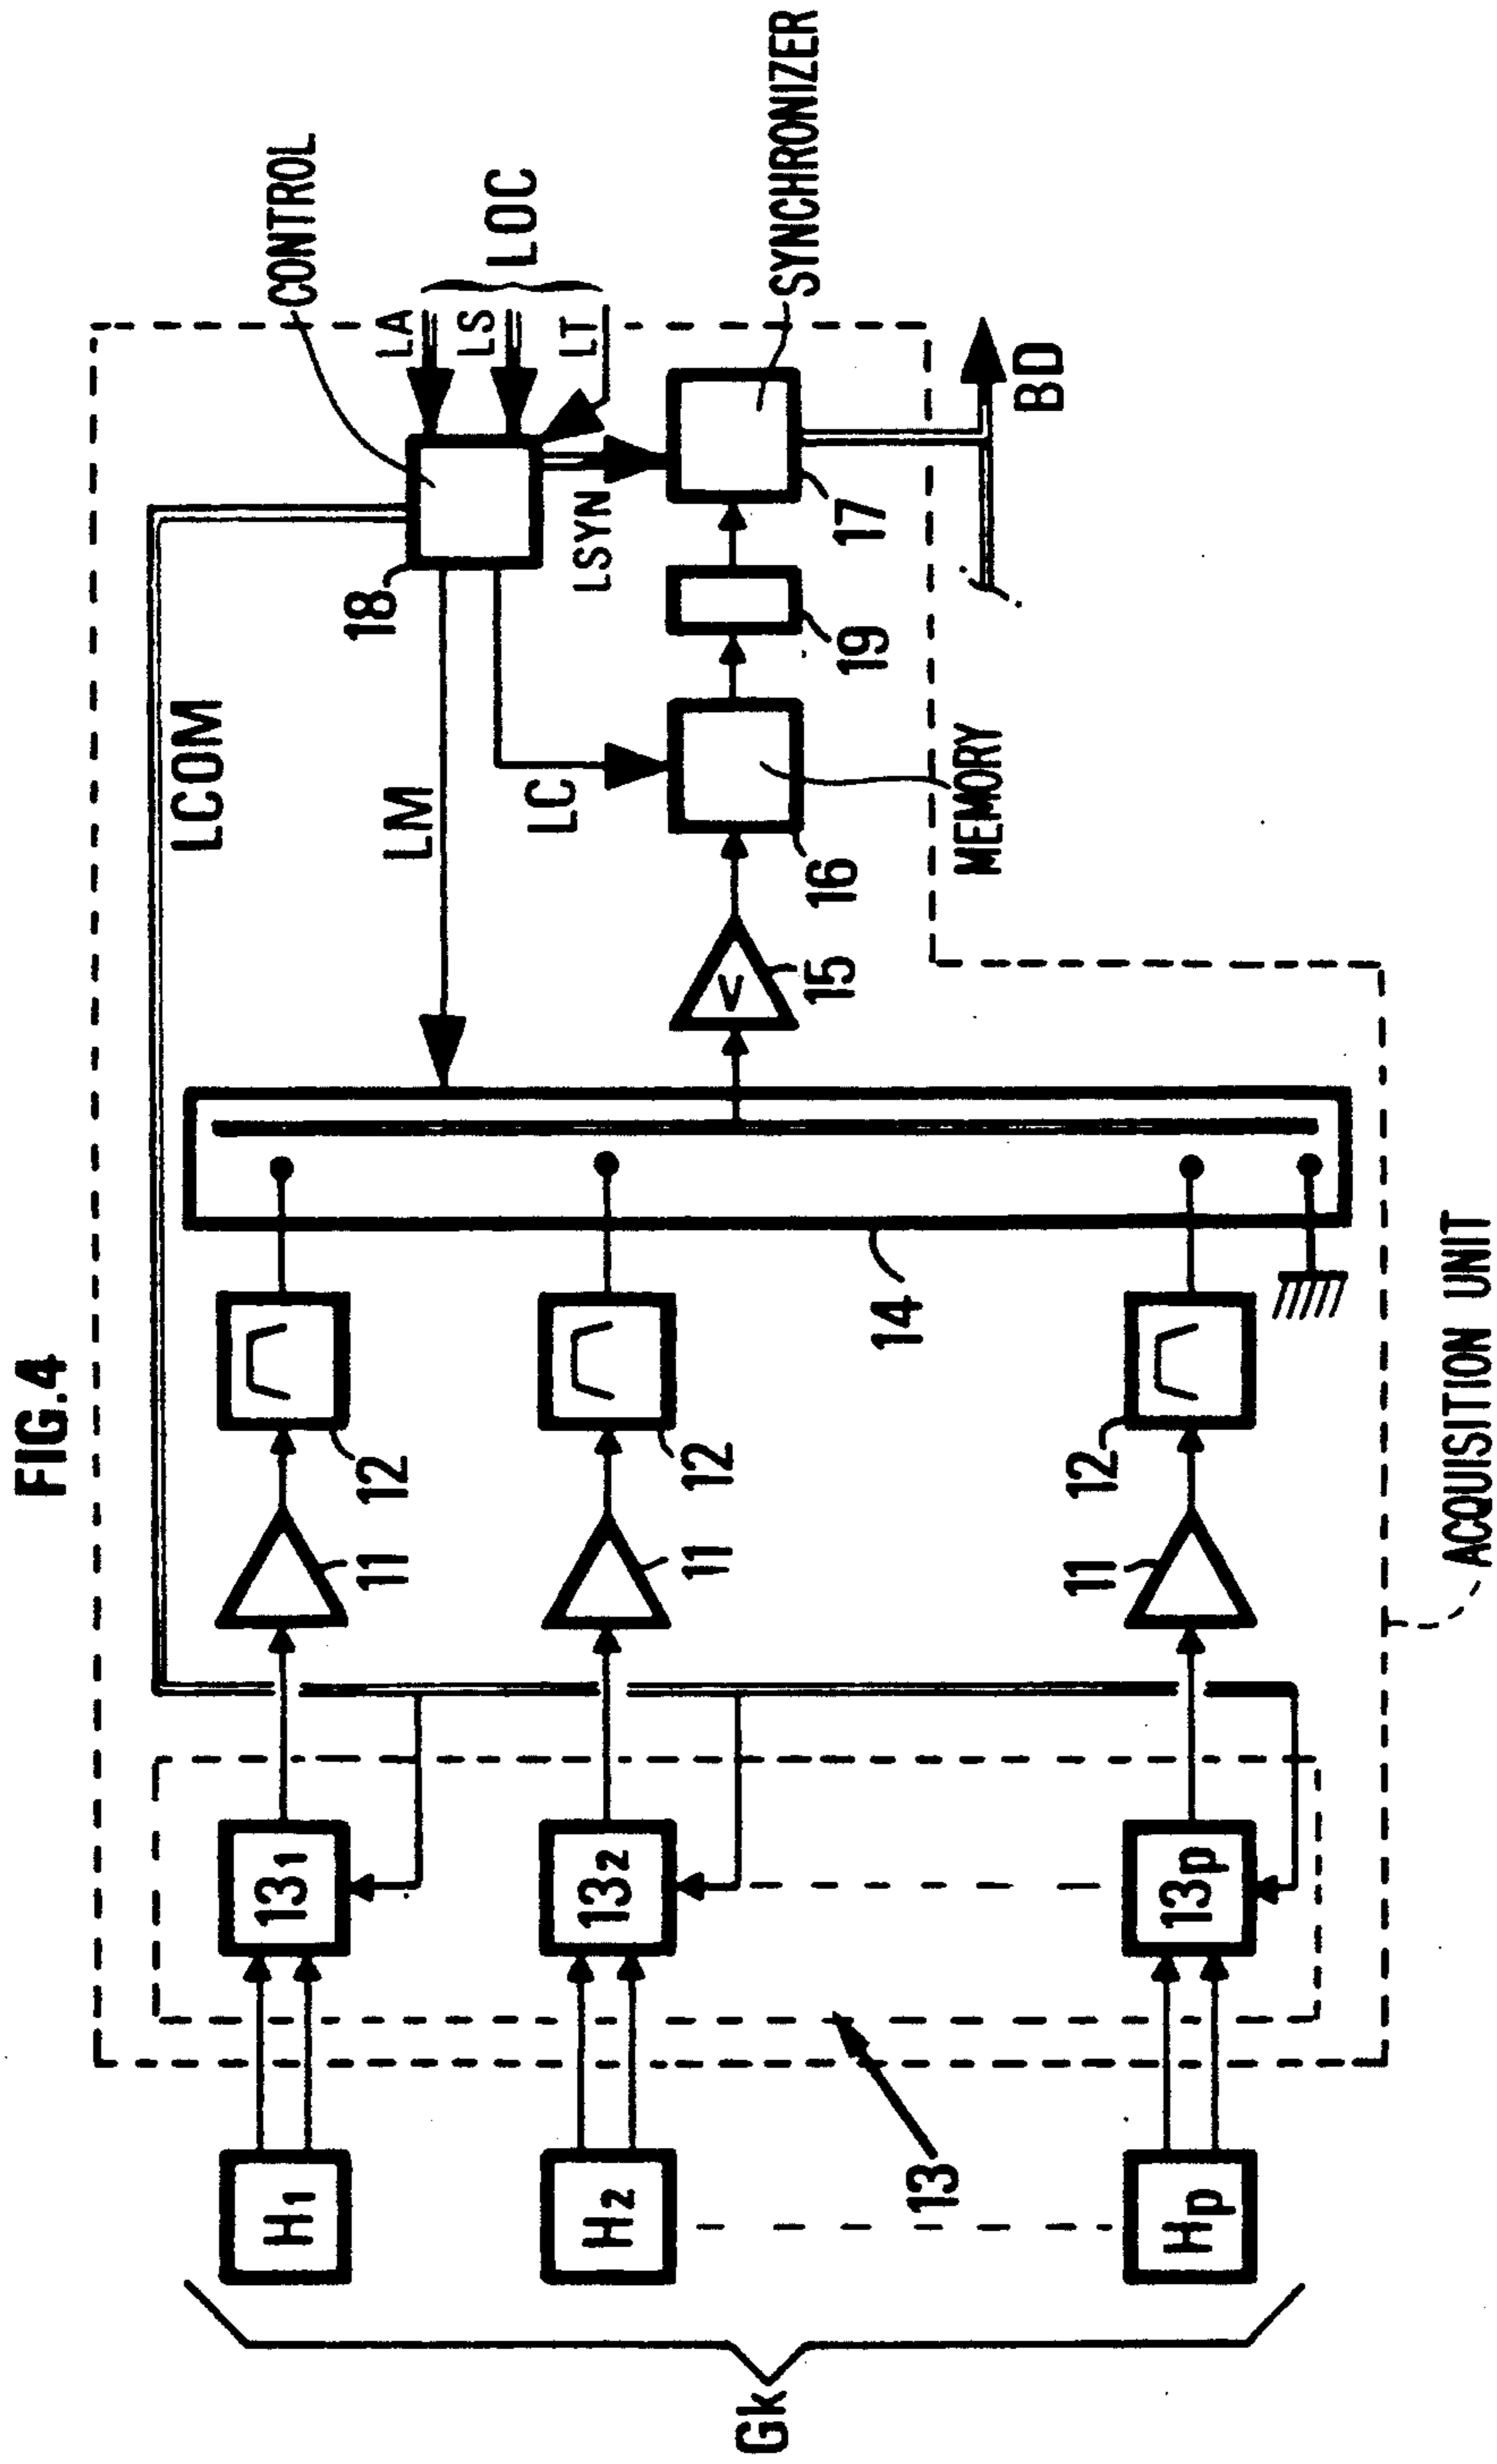 FIG.4
CONTROL
LCOM
LA
LS
LT
LOC
18
LM
LC
LSYN
SYNCHRONIZER
17
BD
19
16
MEMORY
V
15
14
12
12
12
11
11
11
13₁
13₂
13p
13
H₁
H₂
Hp
Gk
ACQUISITION UNIT